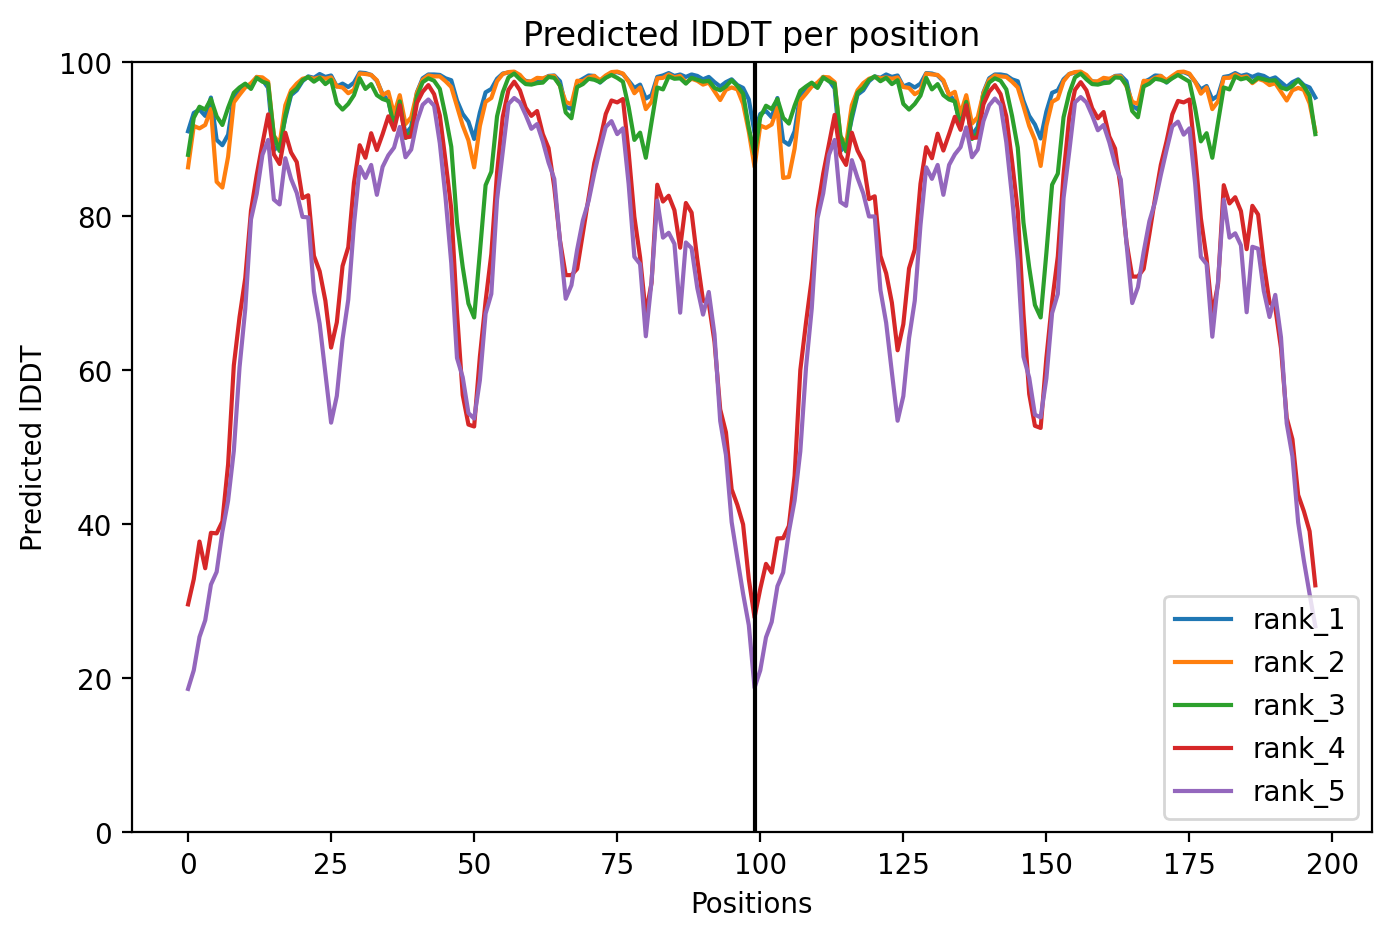 Predicted lDDT per position
100
80
60
40
20
0
Predicted lDDT
0 25 50 75 100 125 150 175 200
Positions
rank_1
rank_2
rank_3
rank_4
rank_5